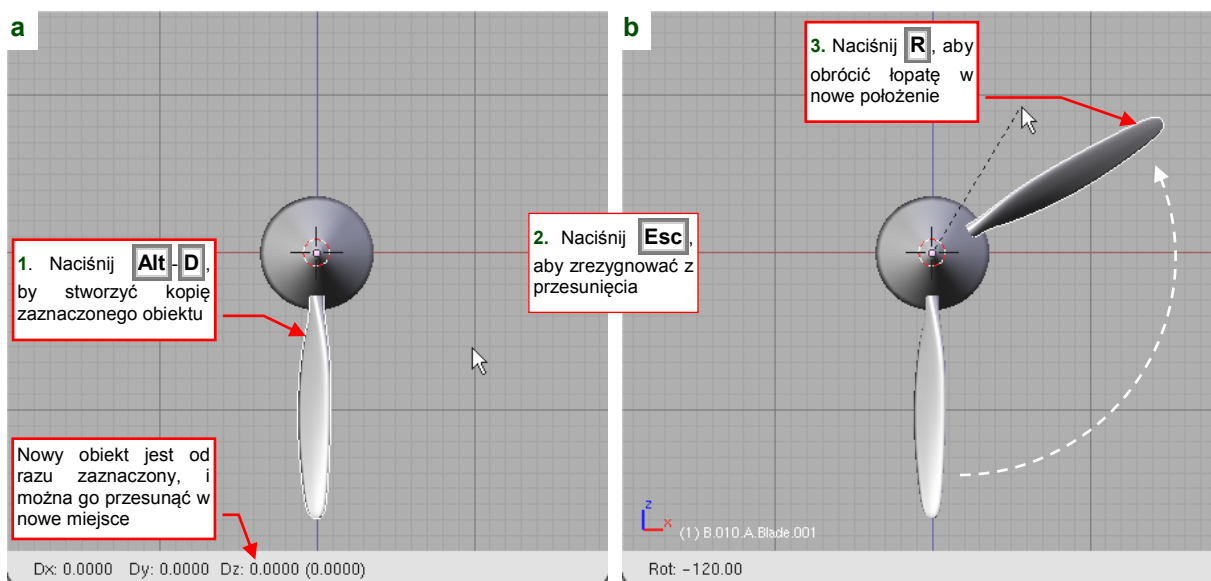 a
1. Naciśnij Alt-D,
by stworzyć kopię
zaznaczonego obiektu
Nowy obiekt jest od
razu zaznaczony, i
można go przesunąć w
nowe miejsce
Dx: 0.0000 Dy: 0.0000 Dz: 0.0000 (0.0000)
2. Naciśnij Esc,
aby zrezygnować z
przesunięcia
b
3. Naciśnij R, aby
obrócić łopatę w
nowe położenie
z
x
(1) B.010.A.Blade.001
Rot: -120.00